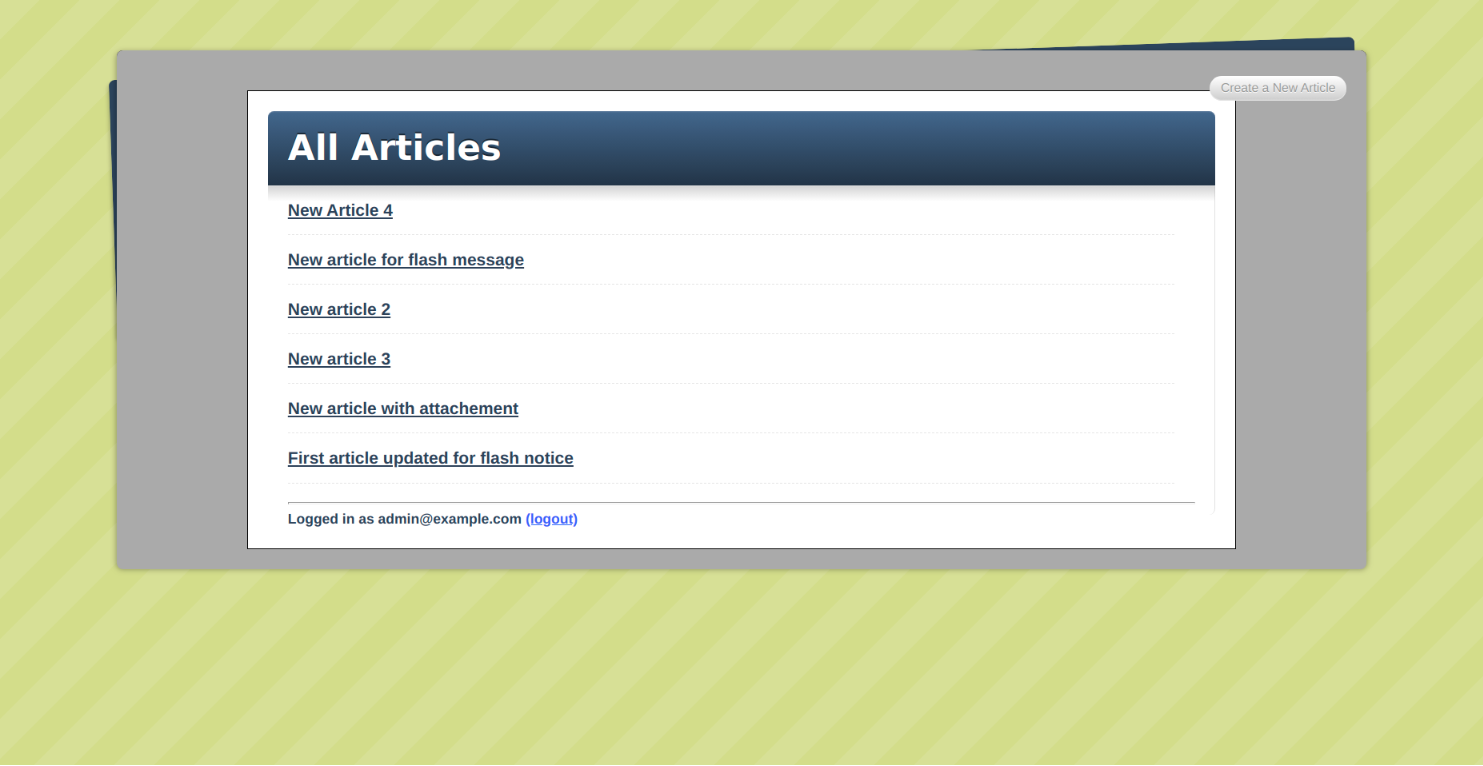 Create a New Article
All Articles
New Article 4
New article for flash message
New article 2
New article 3
New article with attachement
First article updated for flash notice
Logged in as admin@example.com (logout)